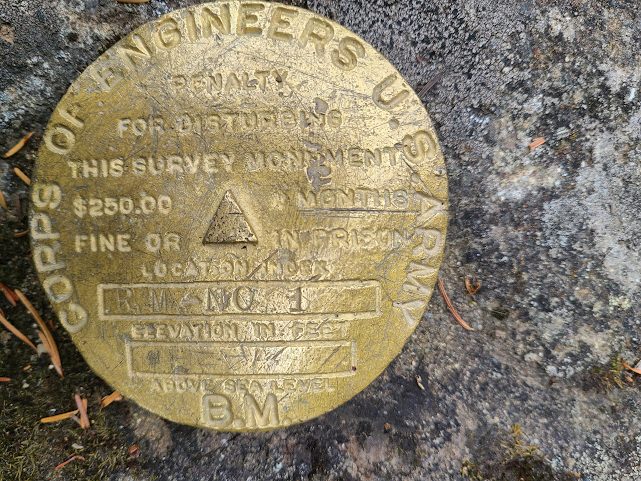 CORPS OF ENGINEERS U.S. ARMY
PENALTY
FOR DISTURBING
THIS SURVEY MONUMENT
$250.00 MONTHS
FINE OR IN PRISON
LOCATION INDEX
R.M. NO. 1
ELEVATION IN FEET
ABOVE SEA LEVEL
B.M.